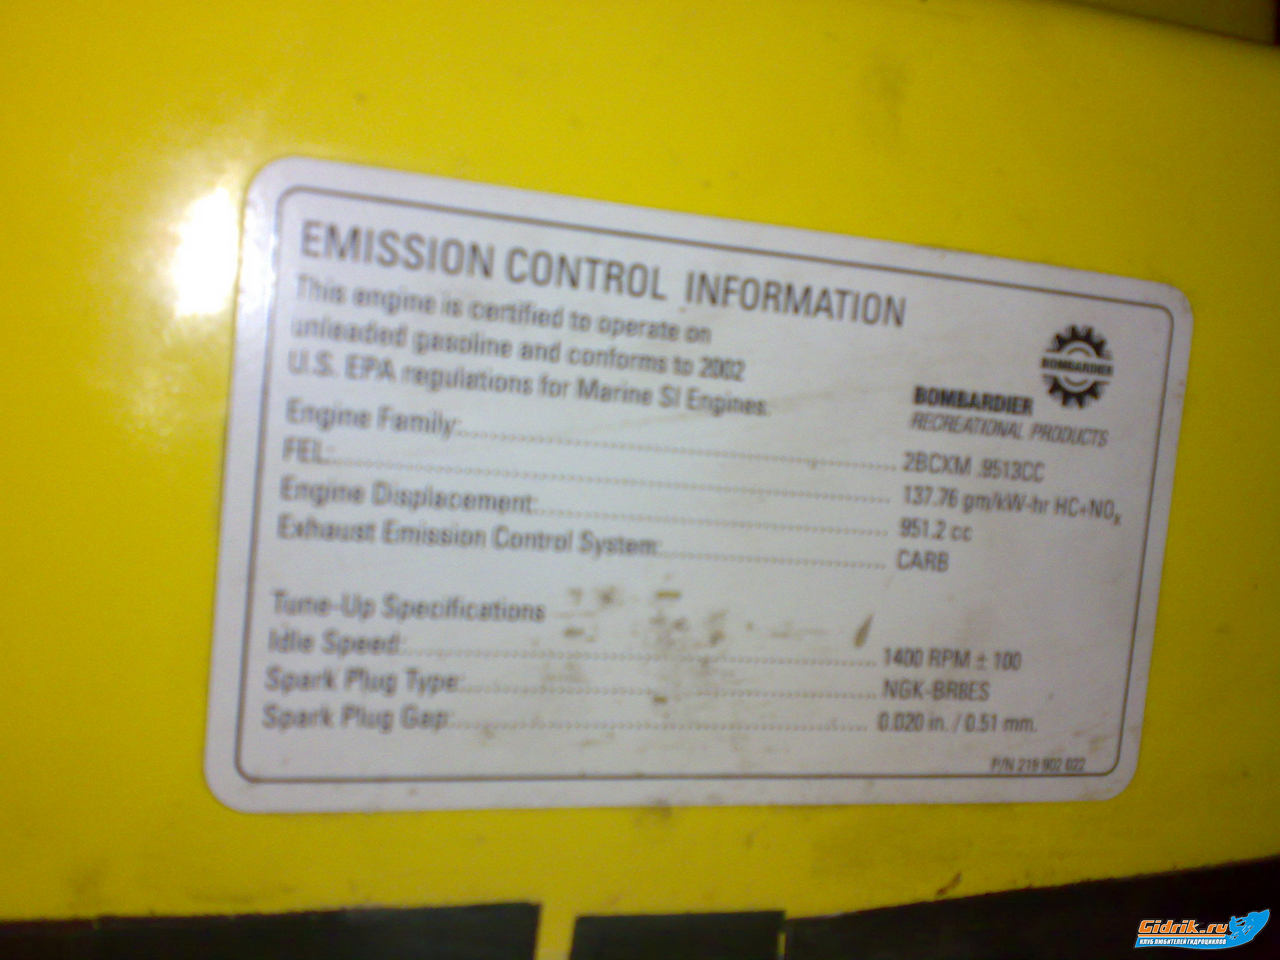 EMISSION CONTROL INFORMATION
This engine is certified to operate on
unleaded gasoline and conforms to 2002
U.S. EPA regulations for Marine SI Engines.
BOMBARDIER
BOMBARDIER
RECREATIONAL PRODUCTS
Engine Family:.......... 2BCXM .9513CC
FEL:.......... 137.76 gm/kW-hr HC+NOx
Engine Displacement:.......... 951.2 cc
Exhaust Emission Control System:.......... CARB
Tune-Up Specifications
Idle Speed:.......... 1400 RPM ± 100
Spark Plug Type:.......... NGK-BR8ES
Spark Plug Gap:.......... 0.020 in. / 0.51 mm.
P/N 219 902 022
Gidrik.ru
КЛУБ ЛЮБИТЕЛЕЙ ГИДРОЦИКЛОВ